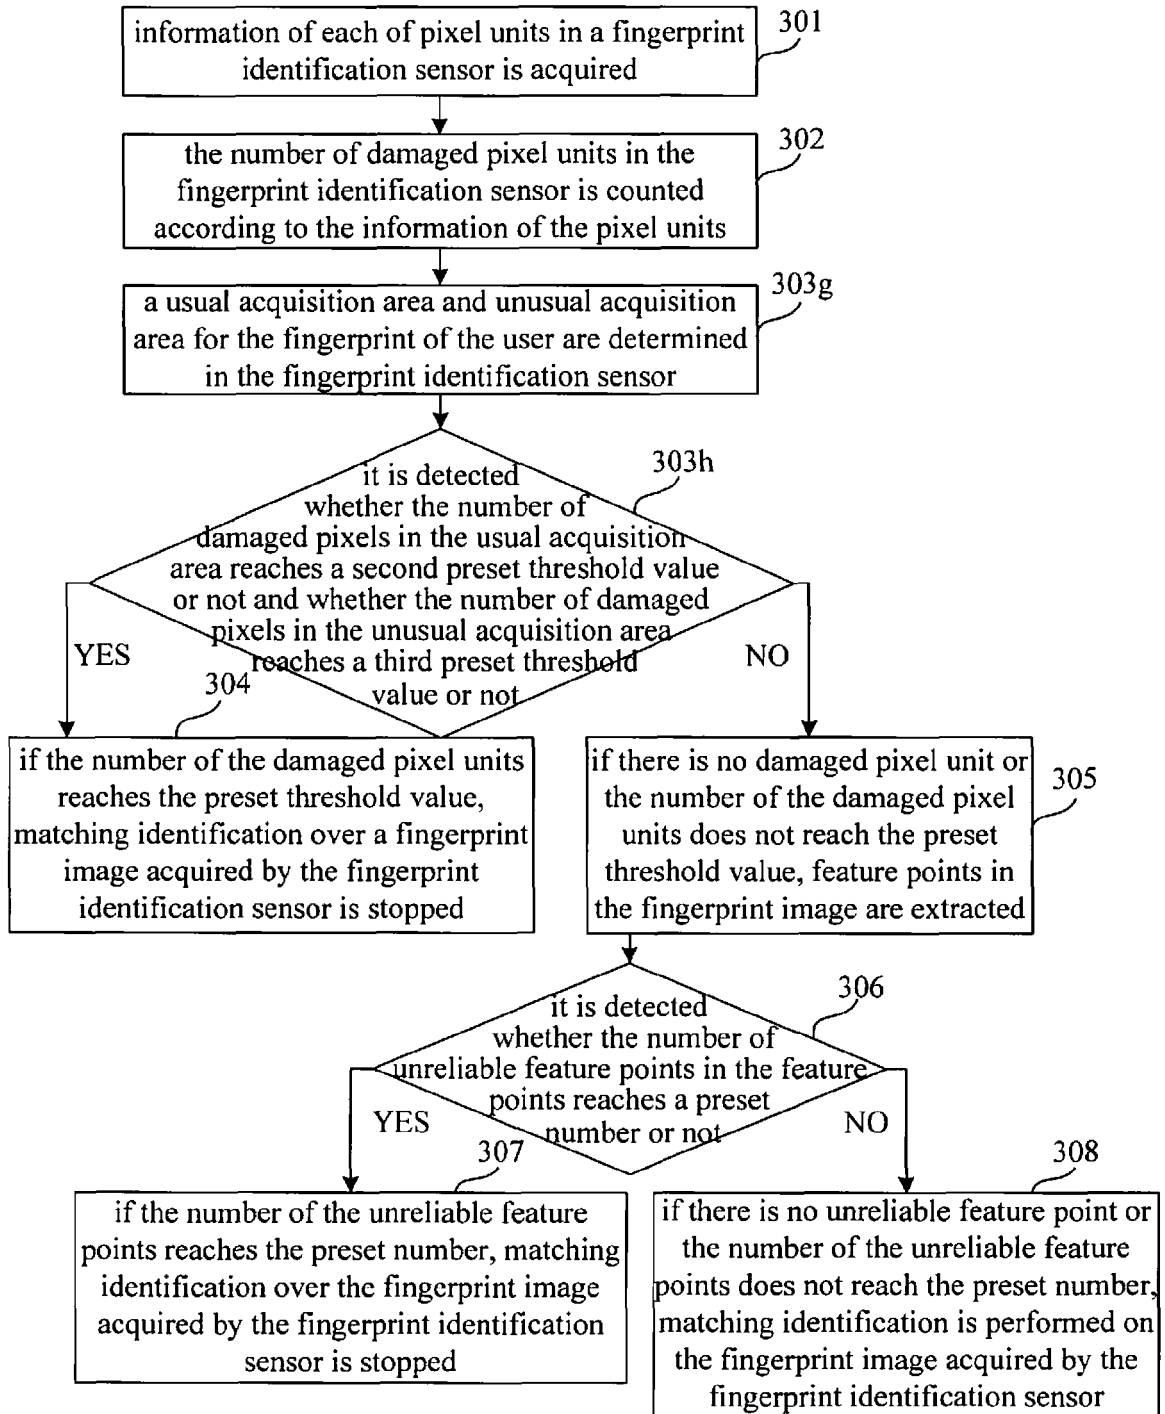 information of each of pixel units in a fingerprint
identification sensor is acquired
301
the number of damaged pixel units in the
fingerprint identification sensor is counted
according to the information of the pixel units
302
a usual acquisition area and unusual acquisition
area for the fingerprint of the user are determined
in the fingerprint identification sensor
303g
it is detected
whether the number of
damaged pixels in the usual acquisition
area reaches a second preset threshold value
or not and whether the number of damaged
pixels in the unusual acquisition area
reaches a third preset threshold
value or not
303h
YES
NO
304
if the number of the damaged pixel units
reaches the preset threshold value,
matching identification over a fingerprint
image acquired by the fingerprint
identification sensor is stopped
if there is no damaged pixel unit or
the number of the damaged pixel
units does not reach the preset
threshold value, feature points in
the fingerprint image are extracted
305
it is detected
whether the number of
unreliable feature points in the feature
points reaches a preset
number or not
306
YES
NO
307
if the number of the unreliable feature
points reaches the preset number, matching
identification over the fingerprint image
acquired by the fingerprint identification
sensor is stopped
308
if there is no unreliable feature point or
the number of the unreliable feature
points does not reach the preset number,
matching identification is performed on
the fingerprint image acquired by the
fingerprint identification sensor